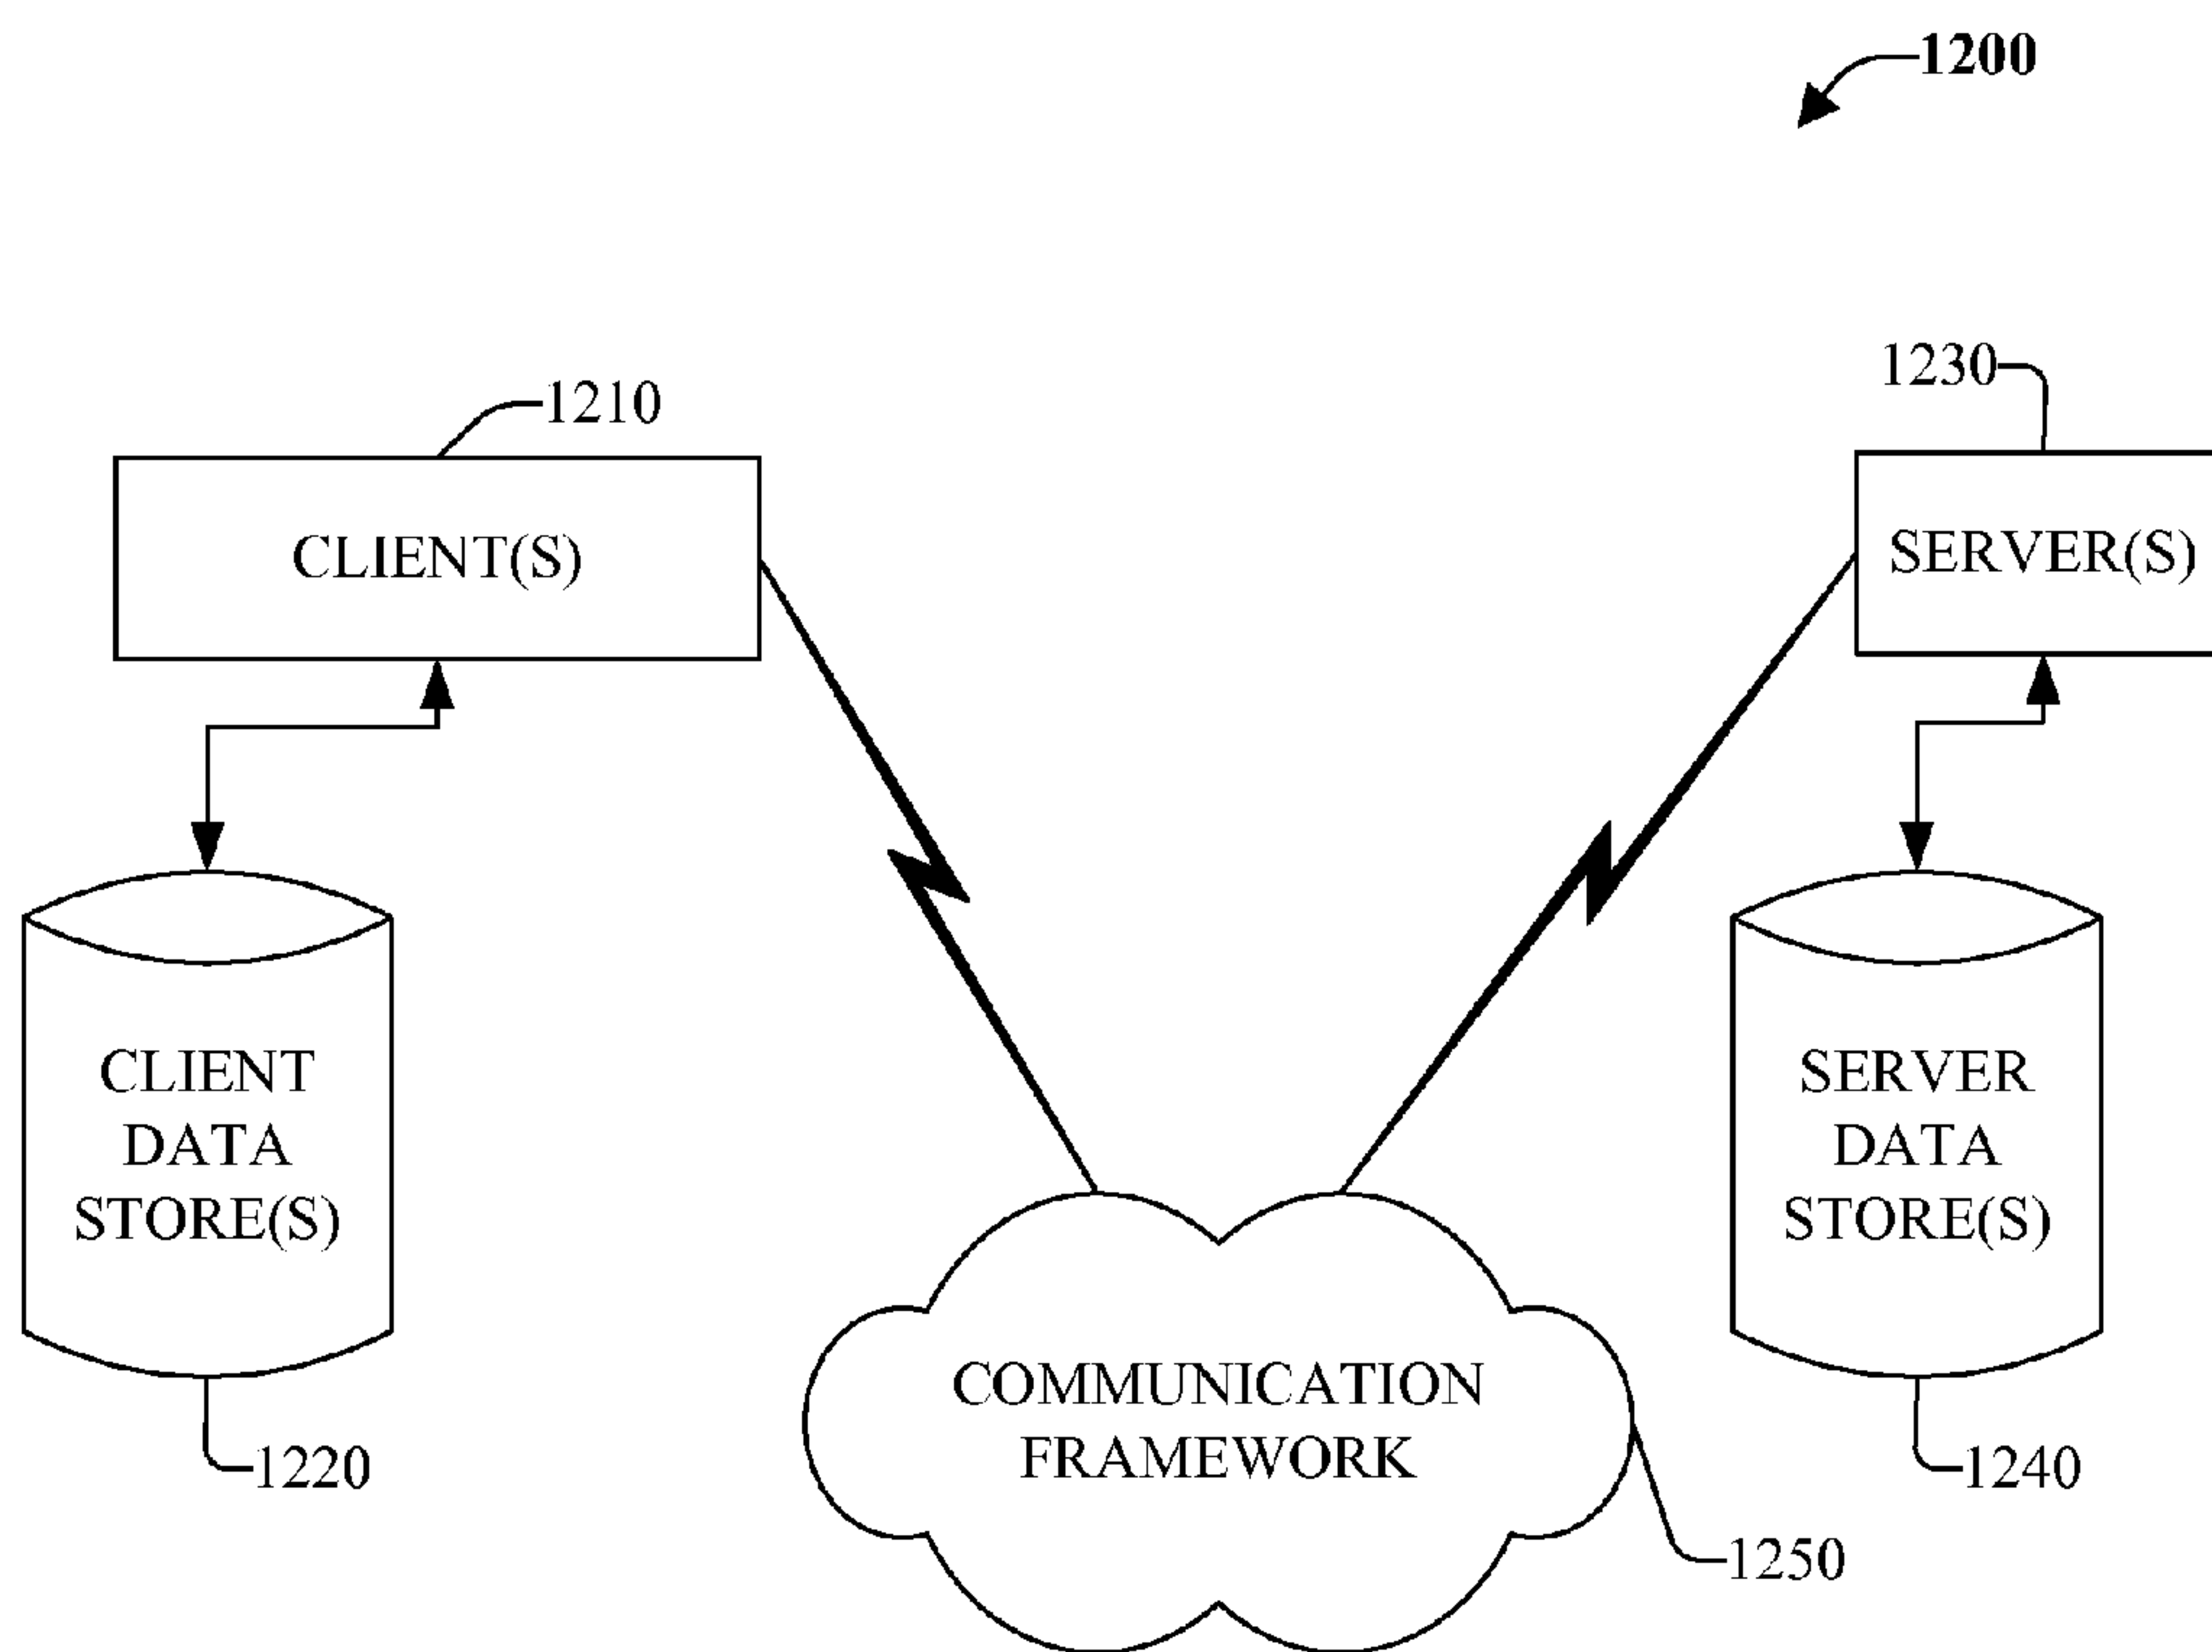 1200
1210
1230
CLIENT(S)
SERVER(S)
CLIENT
DATA
STORE(S)
SERVER
DATA
STORE(S)
COMMUNICATION
FRAMEWORK
1220
1240
1250